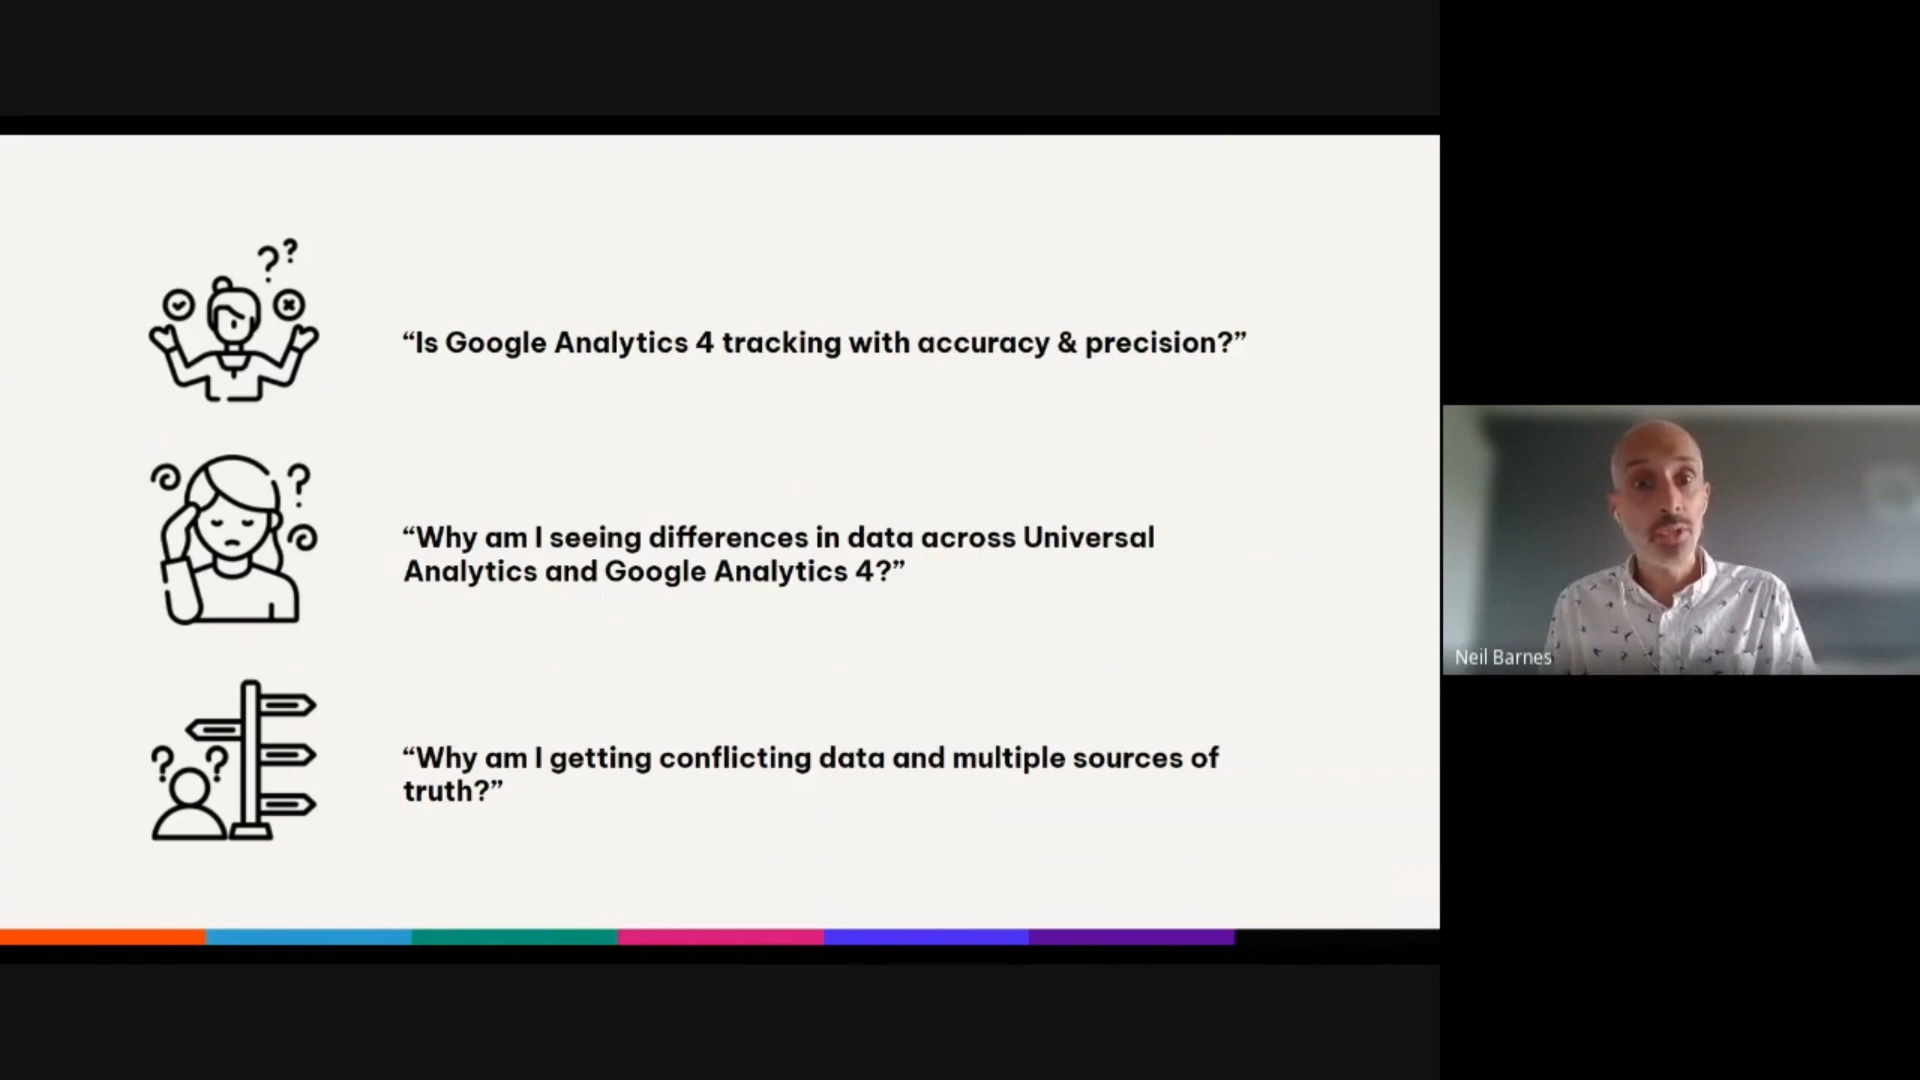 “Is Google Analytics 4 tracking with accuracy & precision?”
“Why am I seeing differences in data across Universal
Analytics and Google Analytics 4?”
“Why am I getting conflicting data and multiple sources of
truth?”
Neil Barnes